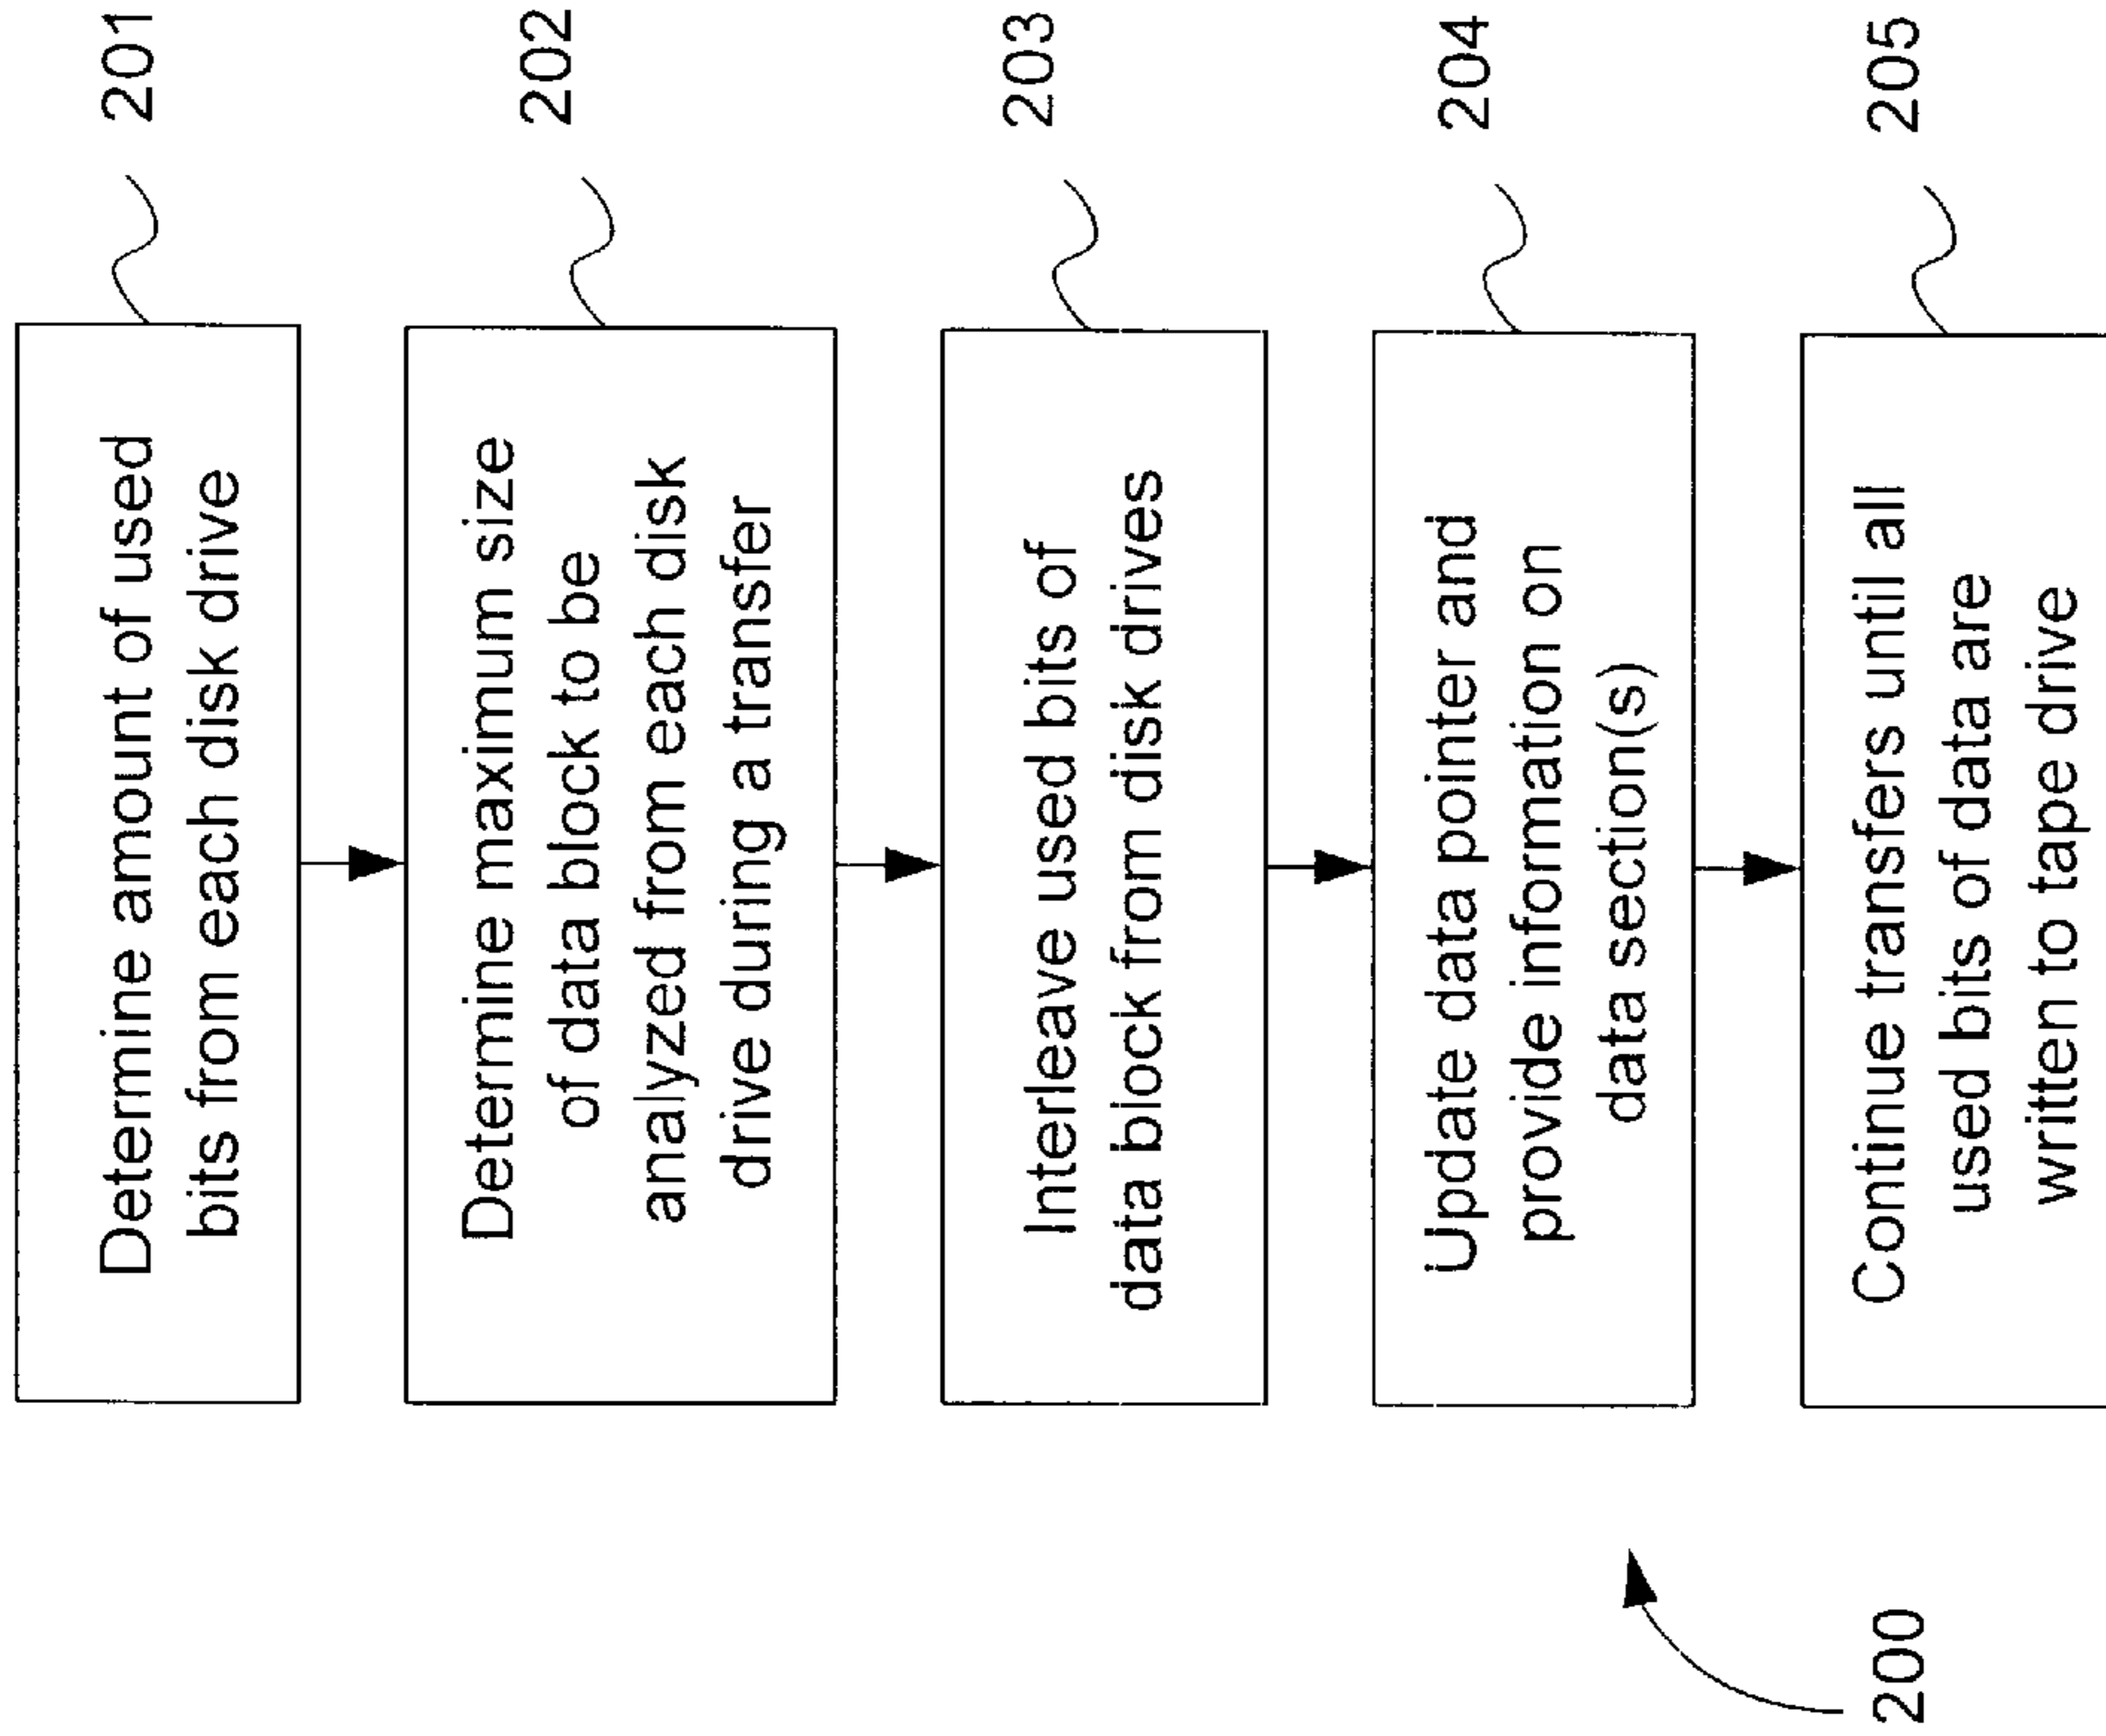 Determine amount of used
bits from each disk drive
201
Determine maximum size
of data block to be
analyzed from each disk
drive during a transfer
202
Interleave used bits of
data block from disk drives
203
Update data pointer and
provide information on
data section(s)
204
Continue transfers until all
used bits of data are
written to tape drive
205
200